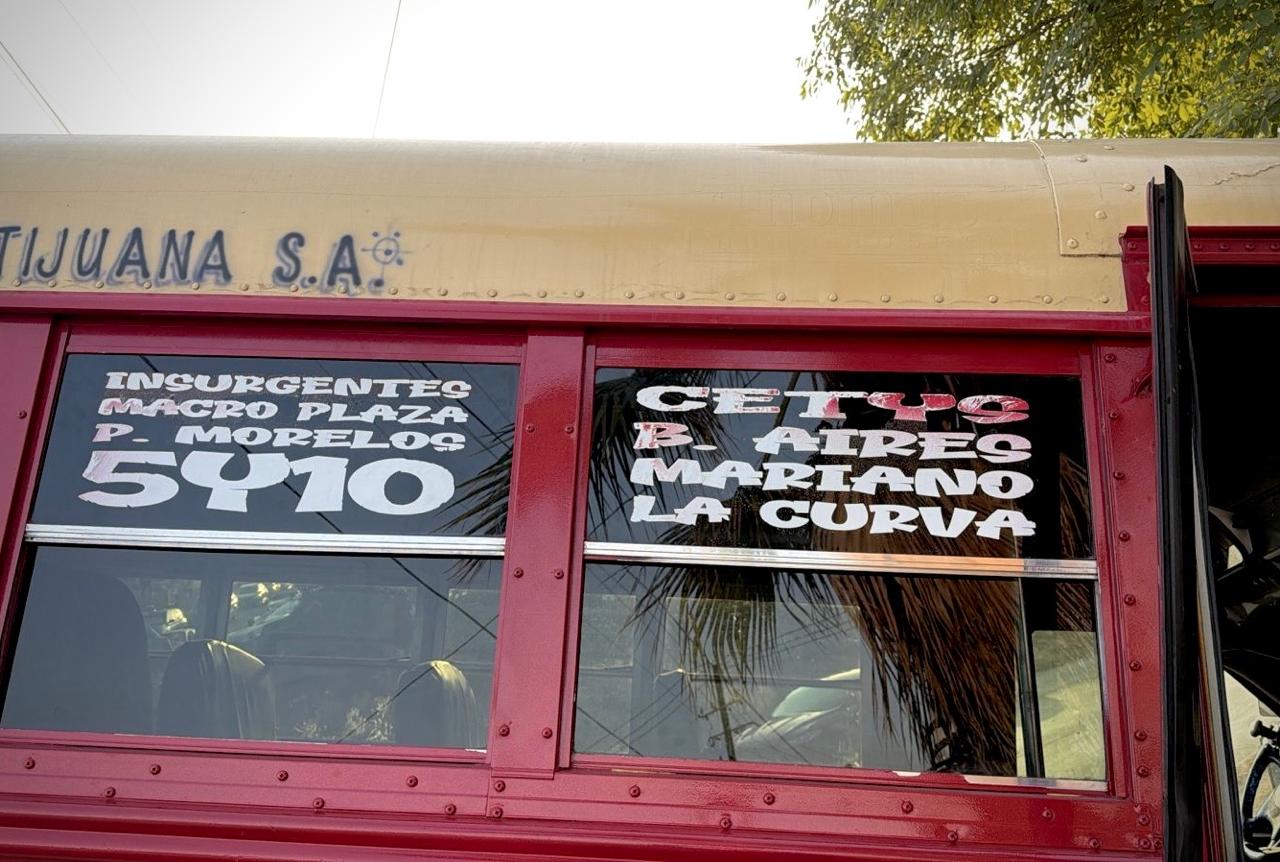 TIJUANA S.A.
INSURGENTES
MACRO PLAZA
P. MORELOS
5Y10
CETYS
B. AIRES
MARIANO
LA CURVA